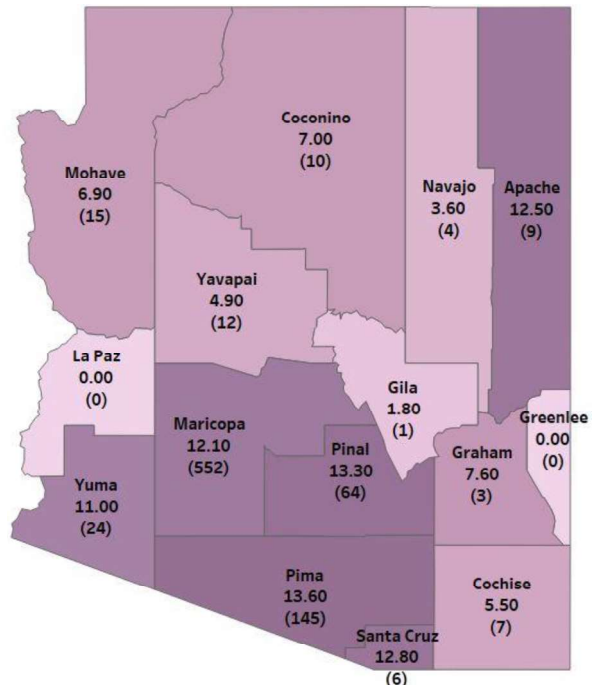 Coconino
7.00
(10)
Mohave
6.90
(15)
Navajo
3.60
(4)
Apache
12.50
(9)
Yavapai
4.90
(12)
La Paz
0.00
(0)
Gila
1.80
(1)
Greenlee
0.00
(0)
Maricopa
12.10
(552)
Pinal
13.30
(64)
Graham
7.60
(3)
Yuma
11.00
(24)
Pima
13.60
(145)
Cochise
5.50
(7)
Santa Cruz
12.80
(6)